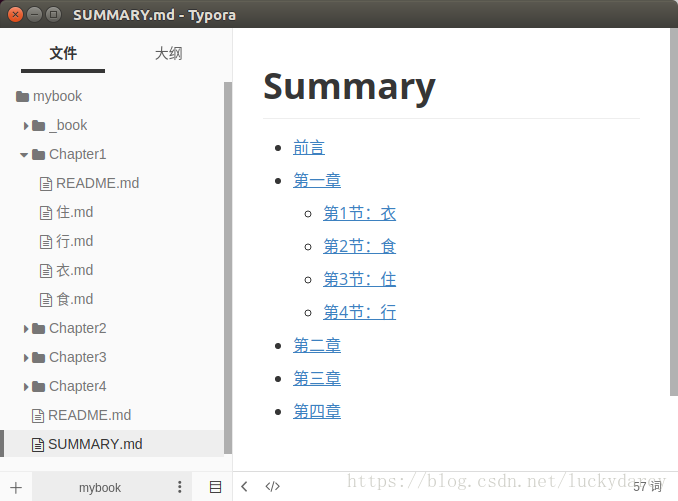 SUMMARY.md - Typora
文件 大纲
mybook
_book
Chapter1
README.md
住.md
行.md
衣.md
食.md
Chapter2
Chapter3
Chapter4
README.md
SUMMARY.md
mybook
Summary
前言
第一章
第1节：衣
第2节：食
第3节：住
第4节：行
第二章
第三章
第四章
57 词
https://blog.csdn.net/luckydarcy